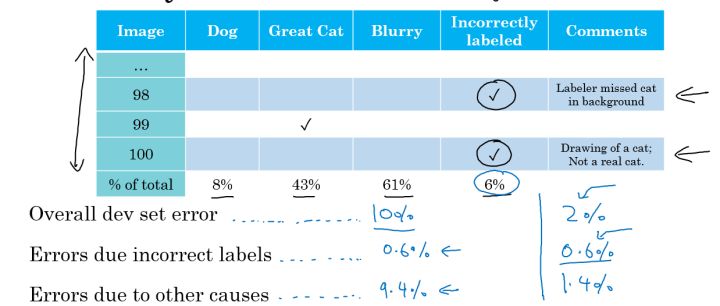 Image Dog Great Cat Blurry Incorrectly labeled Comments
...
98 ✓ Labeler missed cat in background
99 ✓
100 ✓ Drawing of a cat; Not a real cat.
% of total 8% 43% 61% 6%
Overall dev set error 10% 2%
Errors due incorrect labels 0.6% 0.6%
Errors due to other causes 9.4% 1.4%